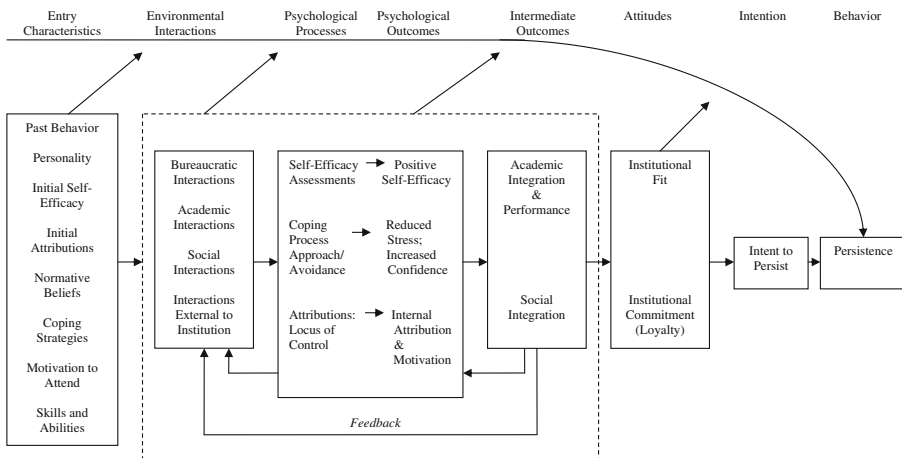 Entry
Characteristics
Environmental
Interactions
Psychological
Processes
Psychological
Outcomes
Intermediate
Outcomes
Attitudes
Intention
Behavior
Past Behavior
Personality
Initial Self-
Efficacy
Initial
Attributions
Normative
Beliefs
Coping
Strategies
Motivation to
Attend
Skills and
Abilities
Bureaucratic
Interactions
Academic
Interactions
Social
Interactions
Interactions
External to
Institution
Self-Efficacy
Assessments
Positive
Self-Efficacy
Coping
Process
Approach/
Avoidance
Reduced
Stress;
Increased
Confidence
Attributions:
Locus of
Control
Internal
Attribution
&
Motivation
Academic
Integration
&
Performance
Social
Integration
Institutional
Fit
Institutional
Commitment
(Loyalty)
Intent to
Persist
Persistence
Feedback